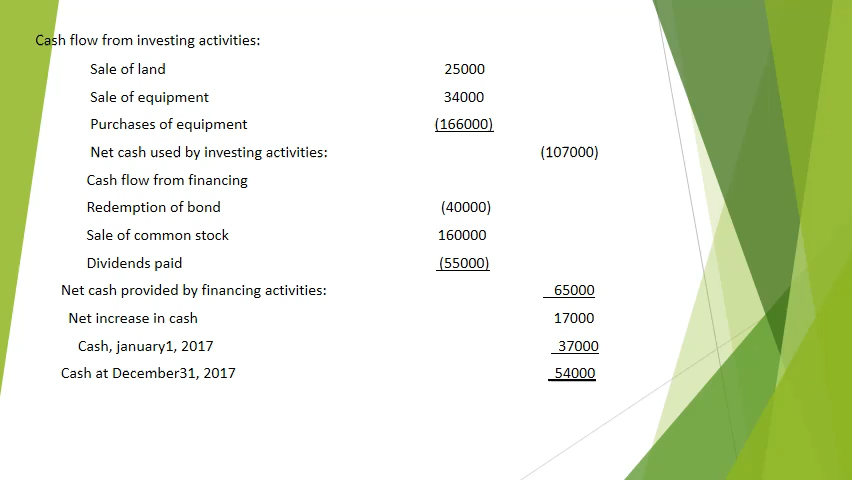 Cash flow from investing activities:
Sale of land 25000
Sale of equipment 34000
Purchases of equipment (166000)
Net cash used by investing activities: (107000)
Cash flow from financing
Redemption of bond (40000)
Sale of common stock 160000
Dividends paid (55000)
Net cash provided by financing activities: 65000
Net increase in cash 17000
Cash, january1, 2017 37000
Cash at December31, 2017 54000